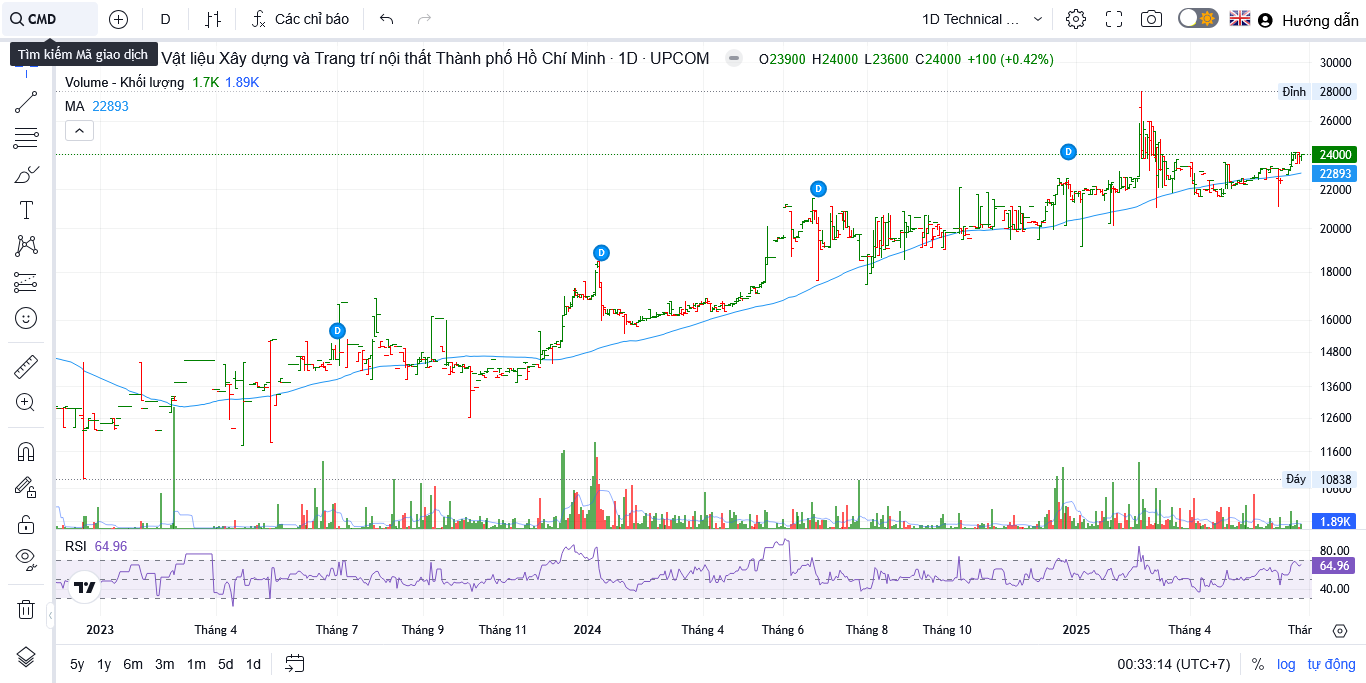 CMD D Các chỉ báo 1D Technical ... Hướng dẫn
Tìm kiếm Mã giao dịch Vật liệu Xây dựng và Trang trí nội thất Thành phố Hồ Chí Minh · 1D · UPCOM O23900 H24000 L23600 C24000 +100 (+0.42%)
Volume - Khối lượng 1.7K 1.89K
MA 22893
30000
Đỉnh 28000
26000
24000
22893
22000
20000
18000
16000
14800
13600
12600
11600
Đáy 10838
10000
1.89K
D
D
D
D
RSI 64.96
80.00
64.96
40.00
2023 Tháng 4 Tháng 7 Tháng 9 Tháng 11 2024 Tháng 4 Tháng 6 Tháng 8 Tháng 10 2025 Tháng 4 Thár
5y 1y 6m 3m 1m 5d 1d 00:33:14 (UTC+7) % log tự động